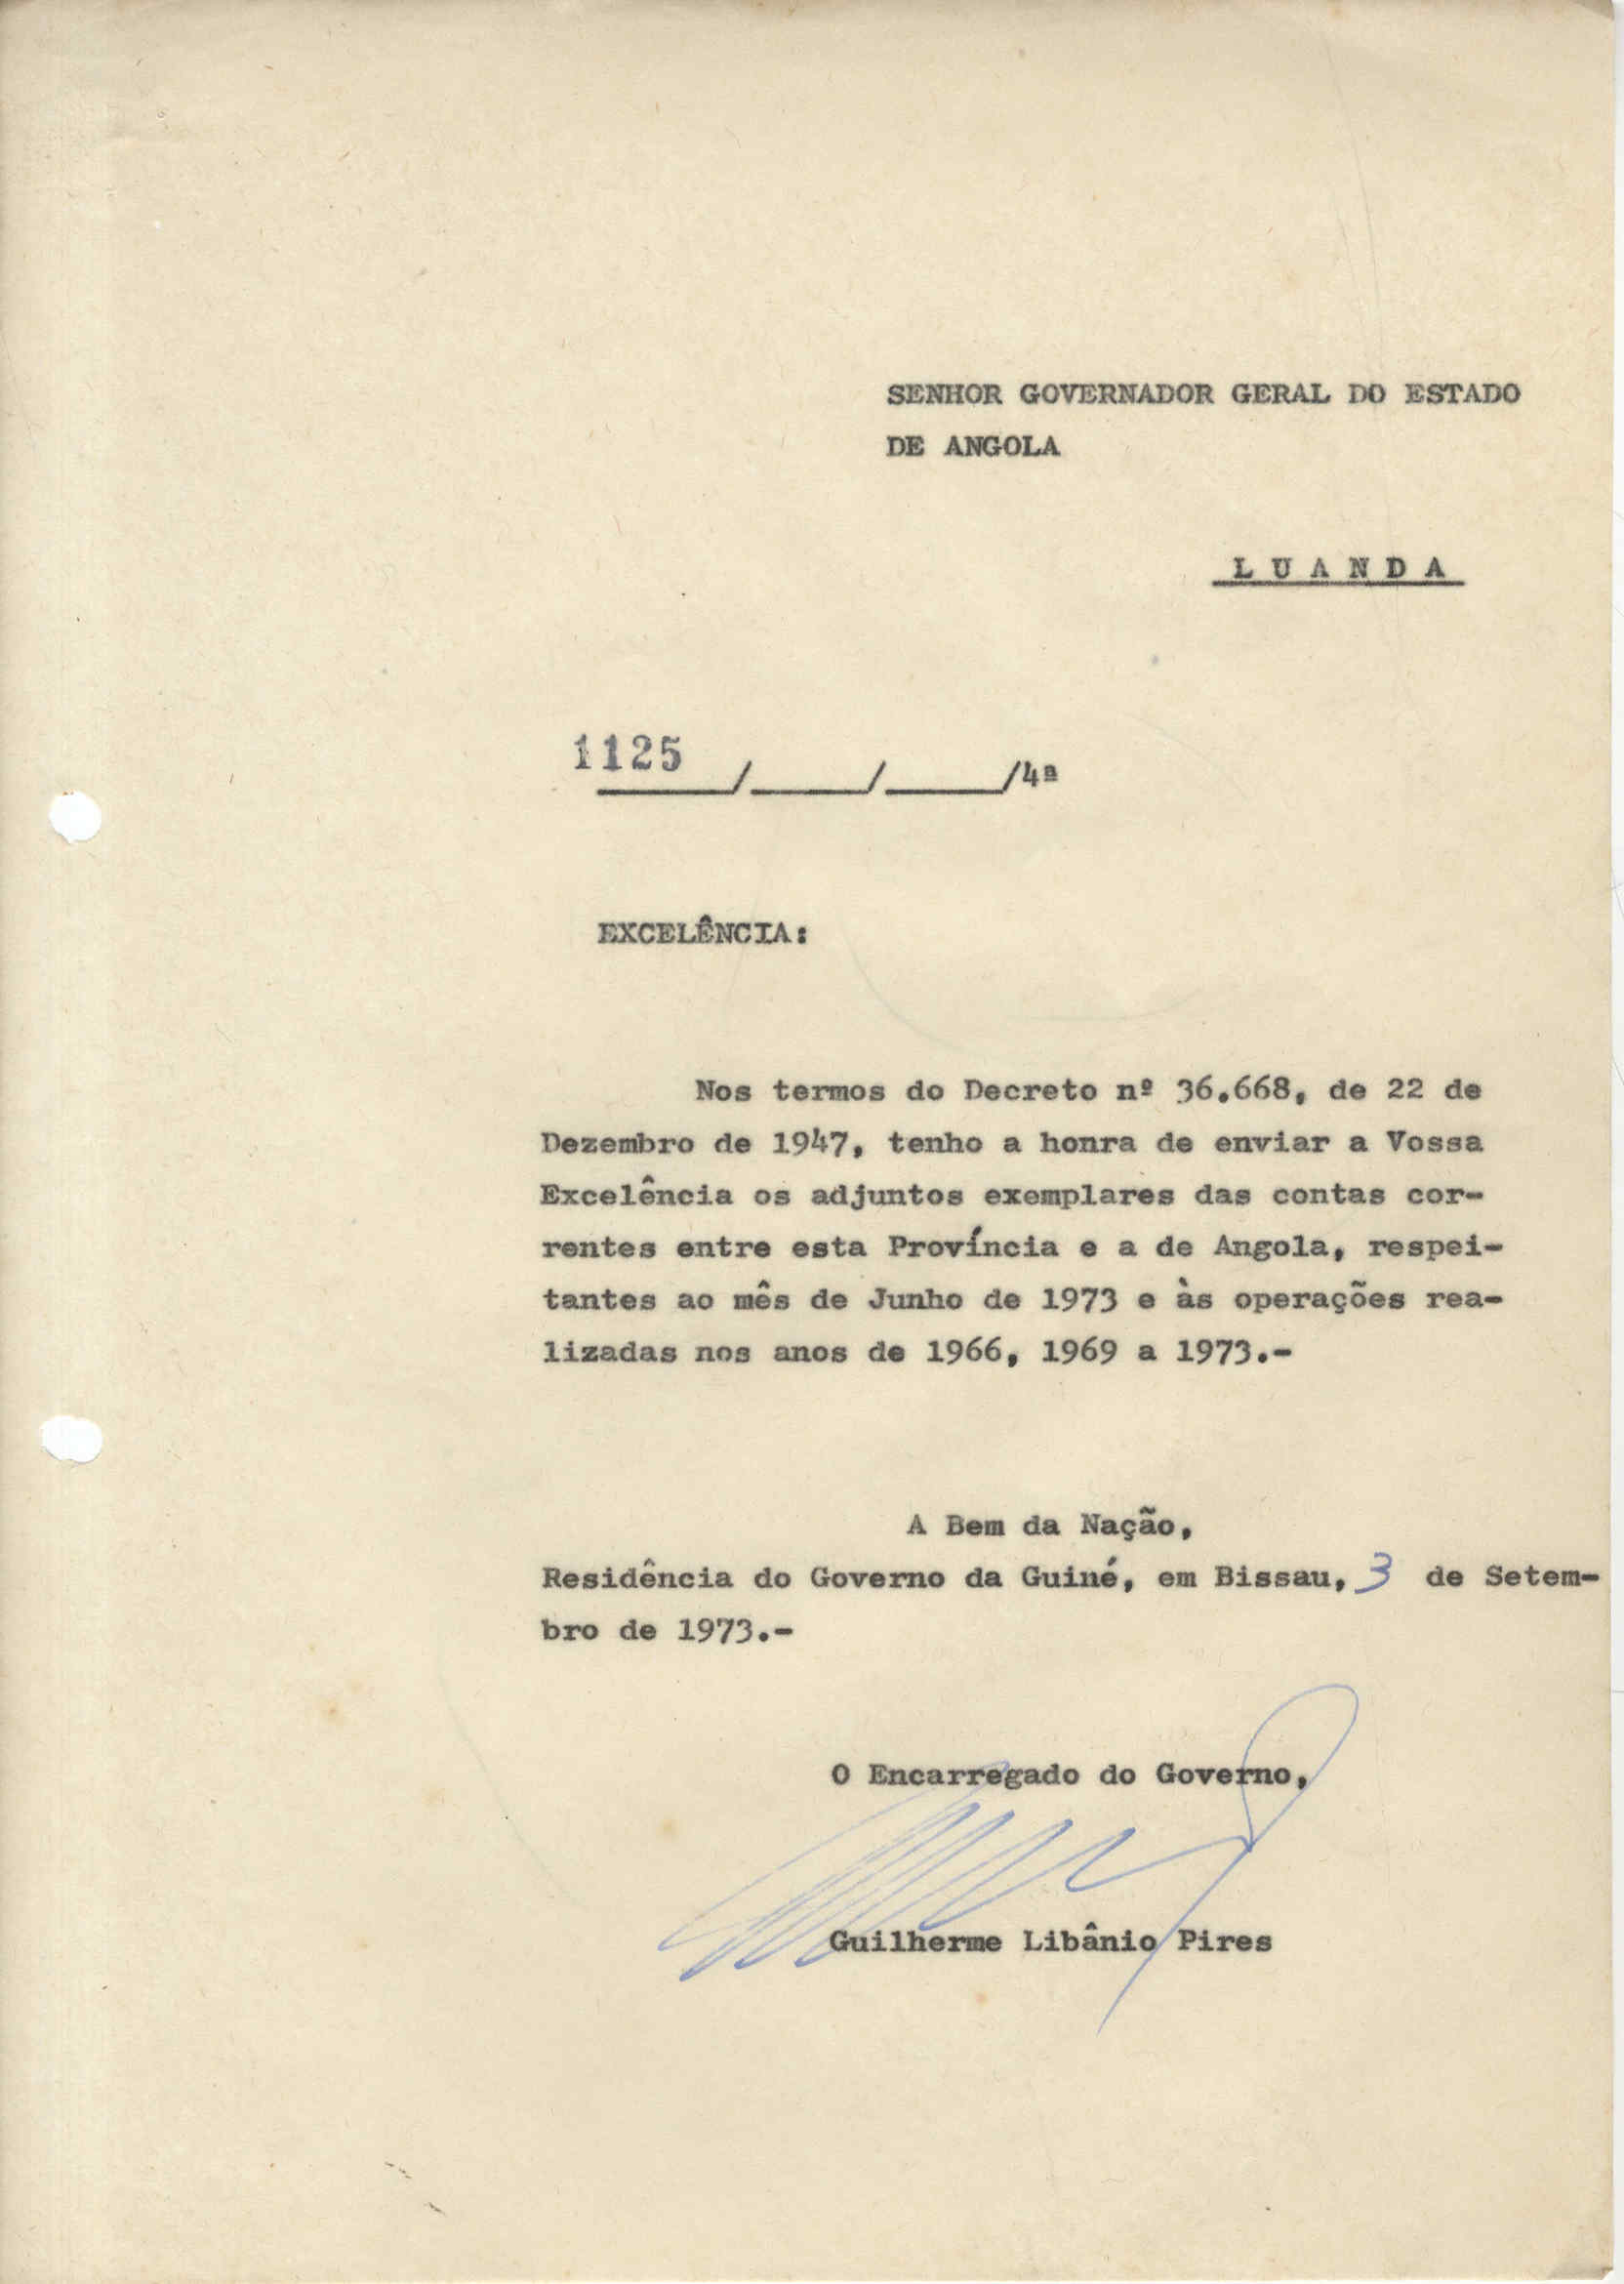 SENHOR GOVERNADOR GERAL DO ESTADO
DE ANGOLA
L U A N D A
1125 /____/____/4ª
EXCELÊNCIA:
Nos termos do Decreto nº 36.668, de 22 de
Dezembro de 1947, tenho a honra de enviar a Vossa
Excelência os adjuntos exemplares das contas cor-
rentes entre esta Província e a de Angola, respei-
tantes ao mês de Junho de 1973 e às operações rea-
lizadas nos anos de 1966, 1969 a 1973.-
A Bem da Nação,
Residência do Governo da Guiné, em Bissau, 3 de Setem-
bro de 1973.-
O Encarregado do Governo,
Guilherme Libânio Pires